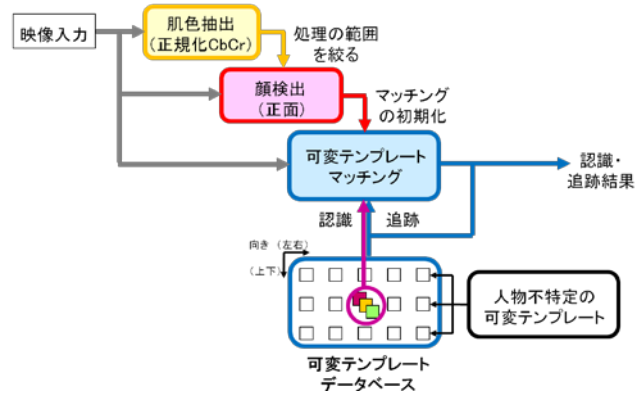 映像入力
肌色抽出
(正規化CbCr)
処理の範囲
を絞る
顔検出
(正面)
マッチング
の初期化
可変テンプレート
マッチング
認識・
追跡結果
認識
追跡
向き (左右)
(上下)
人物不特定の
可変テンプレート
可変テンプレート
データベース